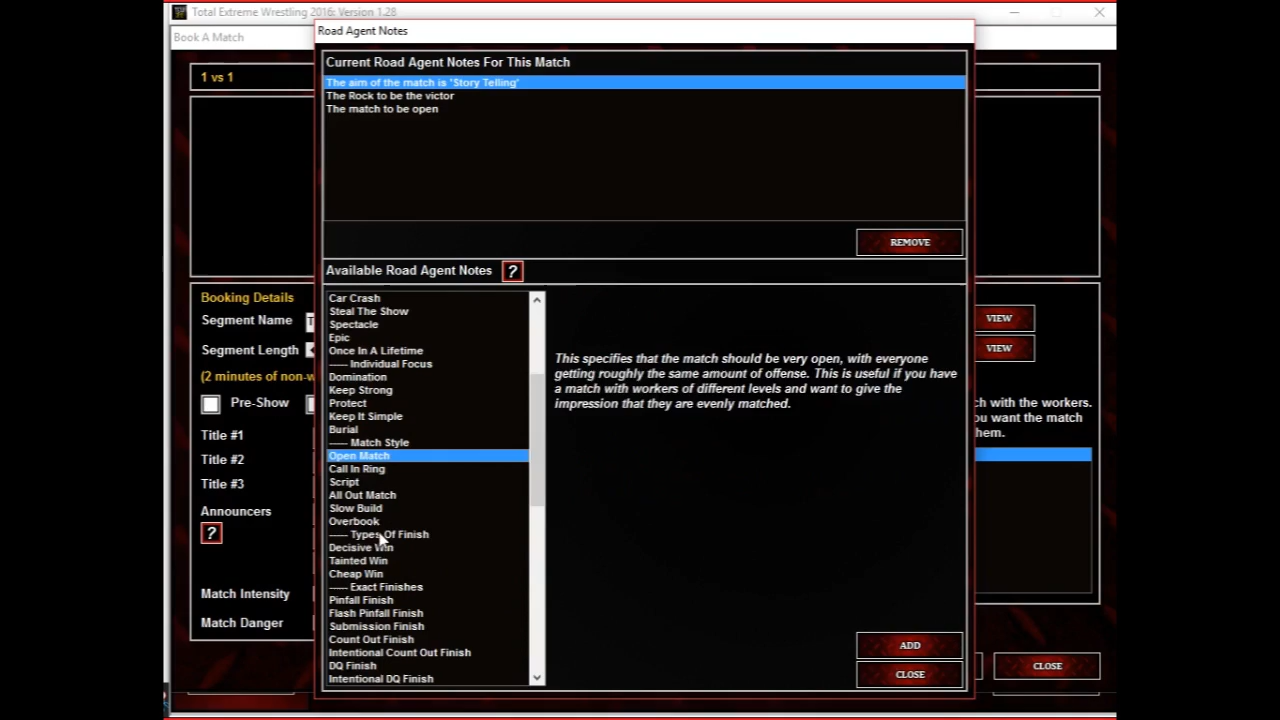 Total Extreme Wrestling 2016: Version 1.28
Book A Match
Road Agent Notes
1 vs 1
Current Road Agent Notes For This Match
The aim of the match is 'Story Telling'
The Rock to be the victor
The match to be open
REMOVE
Available Road Agent Notes ?
Car Crash
Steal The Show
Spectacle
Epic
Once In A Lifetime
----- Individual Focus
Domination
Keep Strong
Protect
Keep It Simple
Burial
----- Match Style
Open Match
Call In Ring
Script
All Out Match
Slow Build
Overbook
----- Types Of Finish
Decisive Win
Tainted Win
Cheap Win
----- Exact Finishes
Pinfall Finish
Flash Pinfall Finish
Submission Finish
Count Out Finish
Intentional Count Out Finish
DQ Finish
Intentional DQ Finish
This specifies that the match should be very open, with everyone
getting roughly the same amount of offense. This is useful if you have
a match with workers of different levels and want to give the
impression that they are evenly matched.
ADD
CLOSE
Booking Details
Segment Name
Segment Length
(2 minutes of non-w
Pre-Show
Title #1
Title #2
Title #3
Announcers
?
Match Intensity
Match Danger
VIEW
VIEW
ch with the workers.
ou want the match
hem.
CLOSE